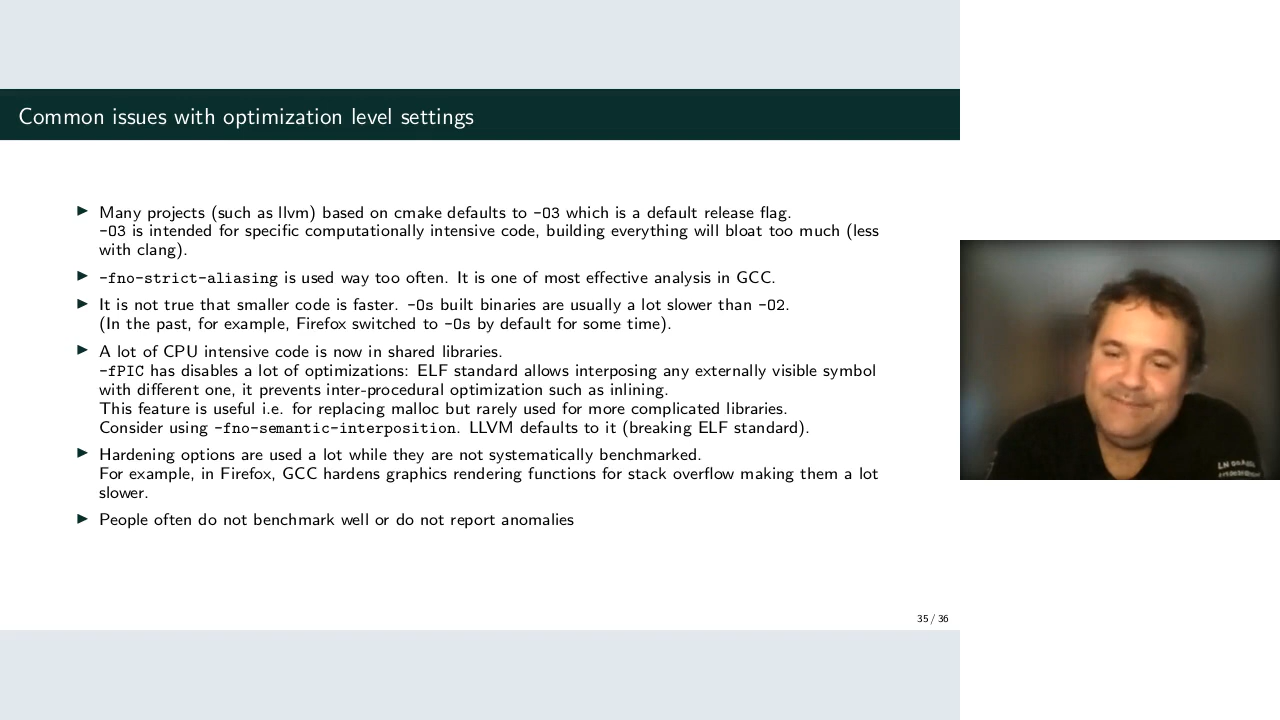 Common issues with optimization level settings
▶ Many projects (such as llvm) based on cmake defaults to -O3 which is a default release flag.
-O3 is intended for specific computationally intensive code, building everything will bloat too much (less
with clang).
▶ -fno-strict-aliasing is used way too often. It is one of most effective analysis in GCC.
▶ It is not true that smaller code is faster. -Os built binaries are usually a lot slower than -O2.
(In the past, for example, Firefox switched to -Os by default for some time).
▶ A lot of CPU intensive code is now in shared libraries.
-fPIC has disables a lot of optimizations: ELF standard allows interposing any externally visible symbol
with different one, it prevents inter-procedural optimization such as inlining.
This feature is useful i.e. for replacing malloc but rarely used for more complicated libraries.
Consider using -fno-semantic-interposition. LLVM defaults to it (breaking ELF standard).
▶ Hardening options are used a lot while they are not systematically benchmarked.
For example, in Firefox, GCC hardens graphics rendering functions for stack overflow making them a lot
slower.
▶ People often do not benchmark well or do not report anomalies
35 / 36